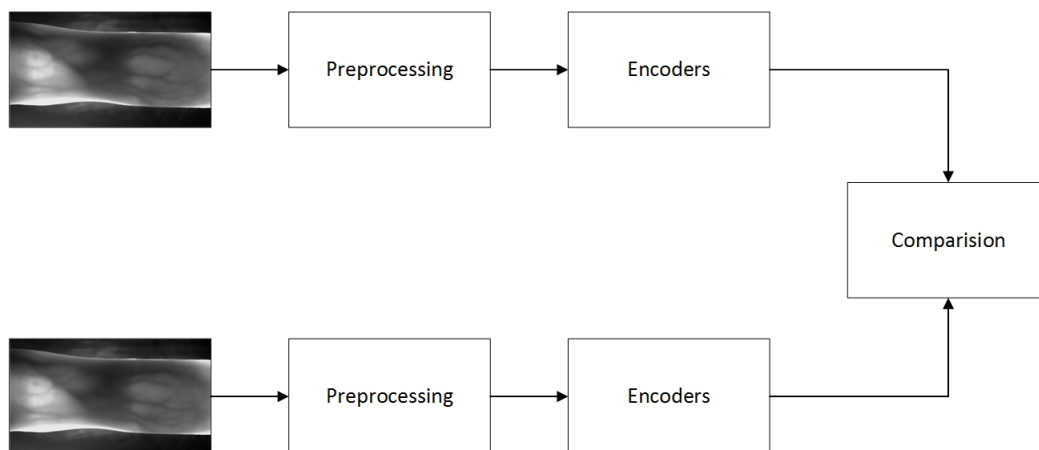 Preprocessing
Encoders
Comparision
Preprocessing
Encoders